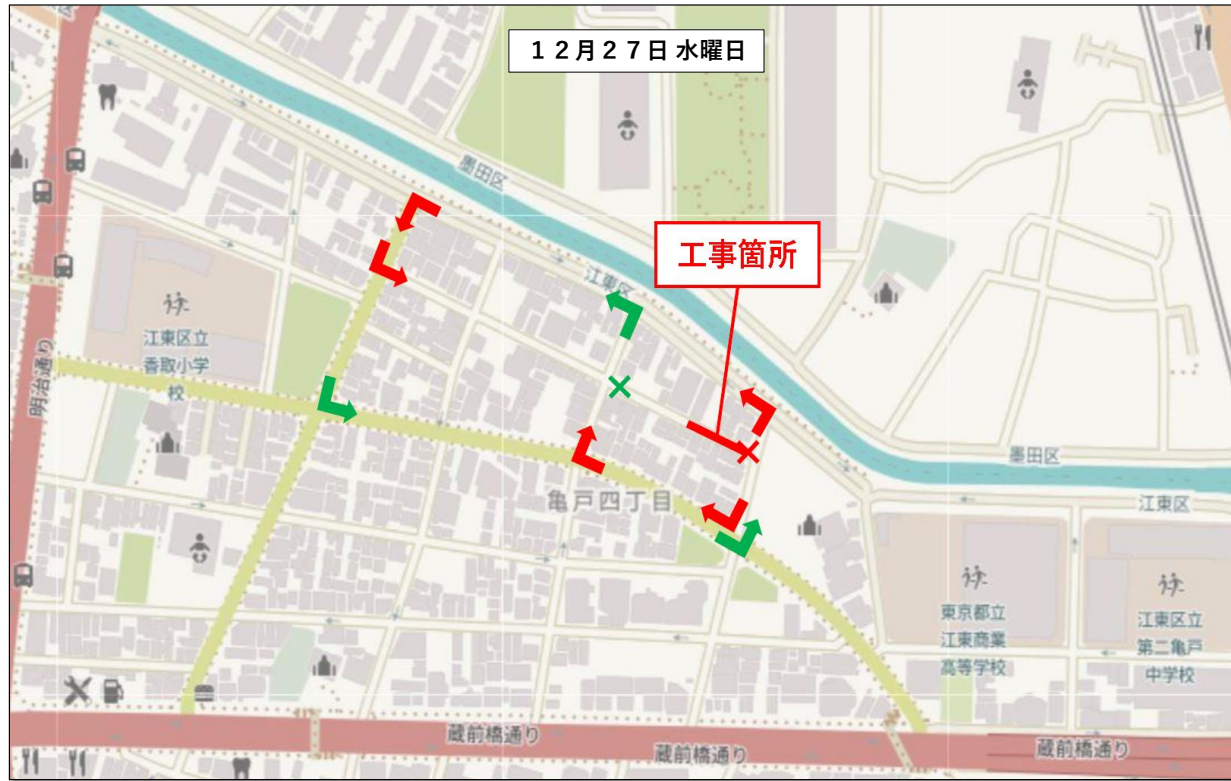 １２月２７日 水曜日
墨田区
工事箇所
江東区
江東区立
香取小学
校
明治通り
墨田区
江東区
亀戸四丁目
東京都立
江東商業
高等学校
江東区立
第二亀戸
中学校
蔵前橋通り
蔵前橋通り
蔵前橋通り